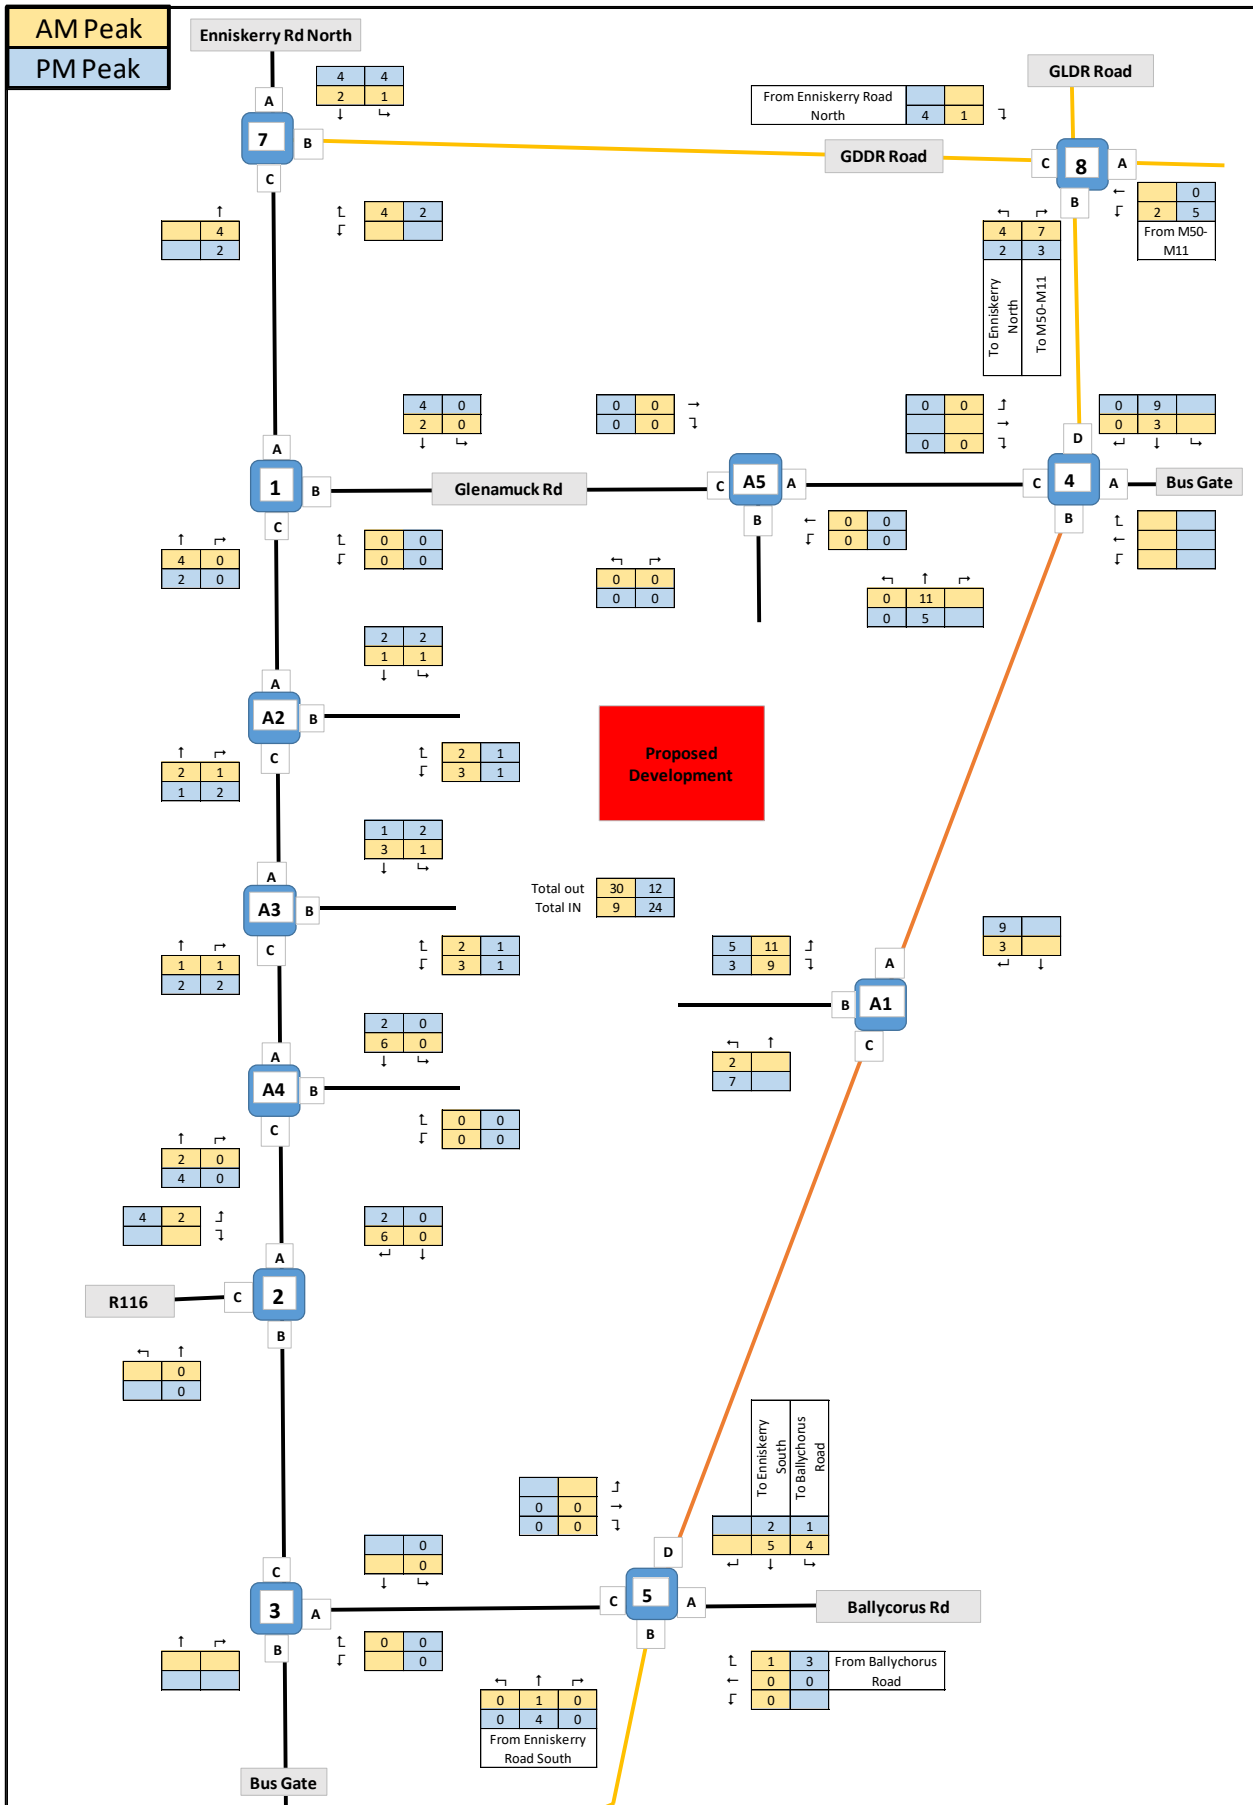 AM Peak
PM Peak
Enniskerry Rd North
4 4
2 1
↓ ↳
A
7
B
C
↑
4
2
↰ 4 2
↲
From Enniskerry Road
North
4 1 ↴
GLDR Road
GDDR Road
C
8
A
B
← 0
↲ 2 5
From M50-
M11
↰ ↱
4 7
2 3
To Enniskerry
North
To M50-M11
4 0
2 0
↓ ↳
0 0 →
0 0 ↴
0 0 ⤴
→
0 0 ↴
0 9
0 3
↵ ↓ ↳
A
1
B
C
Glenamuck Rd
C
A5
A
B
D
C
4
A
B
Bus Gate
↑ ↱
4 0
2 0
0 0
0 0
↰ ↱
0 0
0 0
← 0 0
↲ 0 0
↰ ↑ ↱
0 11
0 5
2 2
1 1
↓ ↳
A
A2
B
C
↑ ↱
2 1
1 2
2 1
3 1
Proposed
Development
1 2
3 1
↓ ↳
A
A3
B
C
Total out 30 12
Total IN 9 24
↑ ↱
1 1
2 2
2 1
3 1
5 11
3 9
9
3
↵ ↓
A
B
A1
C
↰ ↑
2
7
2 0
6 0
↓ ↳
A
A4
B
C
0 0
0 0
↑ ↱
2 0
4 0
4 2
2 0
6 0
↵ ↓
A
C
2
B
R116
↰ ↑
0
0
To Enniskerry
South
To Ballychorus
Road
0 0 →
0 0 ↴
2 1
5 4
↵ ↓ ↳
0
0
↓ ↳
C
3
A
B
D
C
5
A
B
Ballycorus Rd
↑ ↱
0 0
0
1 3
0 0
0
From Ballychorus
Road
↰ ↑ ↱
0 1 0
0 4 0
From Enniskerry
Road South
Bus Gate